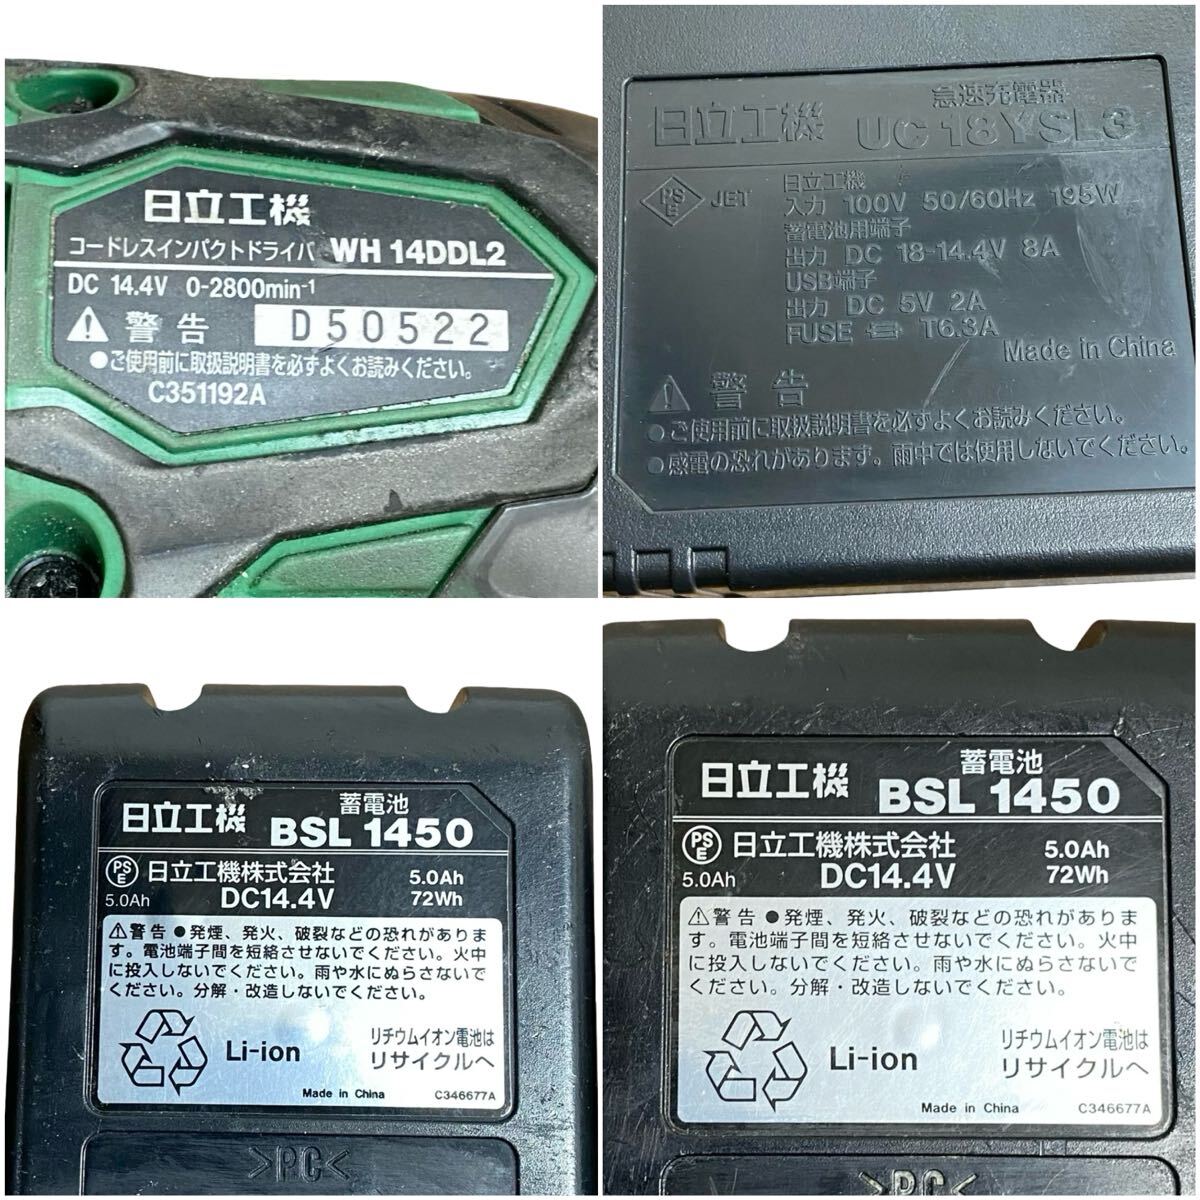 日立工機
コードレスインパクトドライバ WH 14DDL2
DC 14.4V 0-2800min-1
⚠ 警告 D50522
●ご使用前に取扱説明書を必ずよくお読みください。
C351192A
急速充電器
日立工機 UC 18YSL3
PSE JET 日立工機
入力 100V 50/60Hz 195W
蓄電池用端子
出力 DC 18-14.4V 8A
USB端子
出力 DC 5V 2A
FUSE T6.3A
Made in China
⚠ 警告
●ご使用前に取扱説明書を必ずよくお読みください。
●感電の恐れがあります。雨中では使用しないでください。
蓄電池
日立工機 BSL 1450
PSE 日立工機株式会社 5.0Ah
5.0Ah DC14.4V 72Wh
⚠警告 ●発煙、発火、破裂などの恐れがありま
す。電池端子間を短絡させないでください。火中
に投入しないでください。雨や水にぬらさないで
ください。分解・改造しないでください。
Li-ion リチウムイオン電池は
リサイクルへ
Made in China C346677A
>PC<
蓄電池
日立工機 BSL 1450
PSE 日立工機株式会社 5.0Ah
5.0Ah DC14.4V 72Wh
⚠警告 ●発煙、発火、破裂などの恐れがありま
す。電池端子間を短絡させないでください。火中
に投入しないでください。雨や水にぬらさないで
ください。分解・改造しないでください。
Li-ion リチウムイオン電池は
リサイクルへ
Made in China C346677A
>PC<